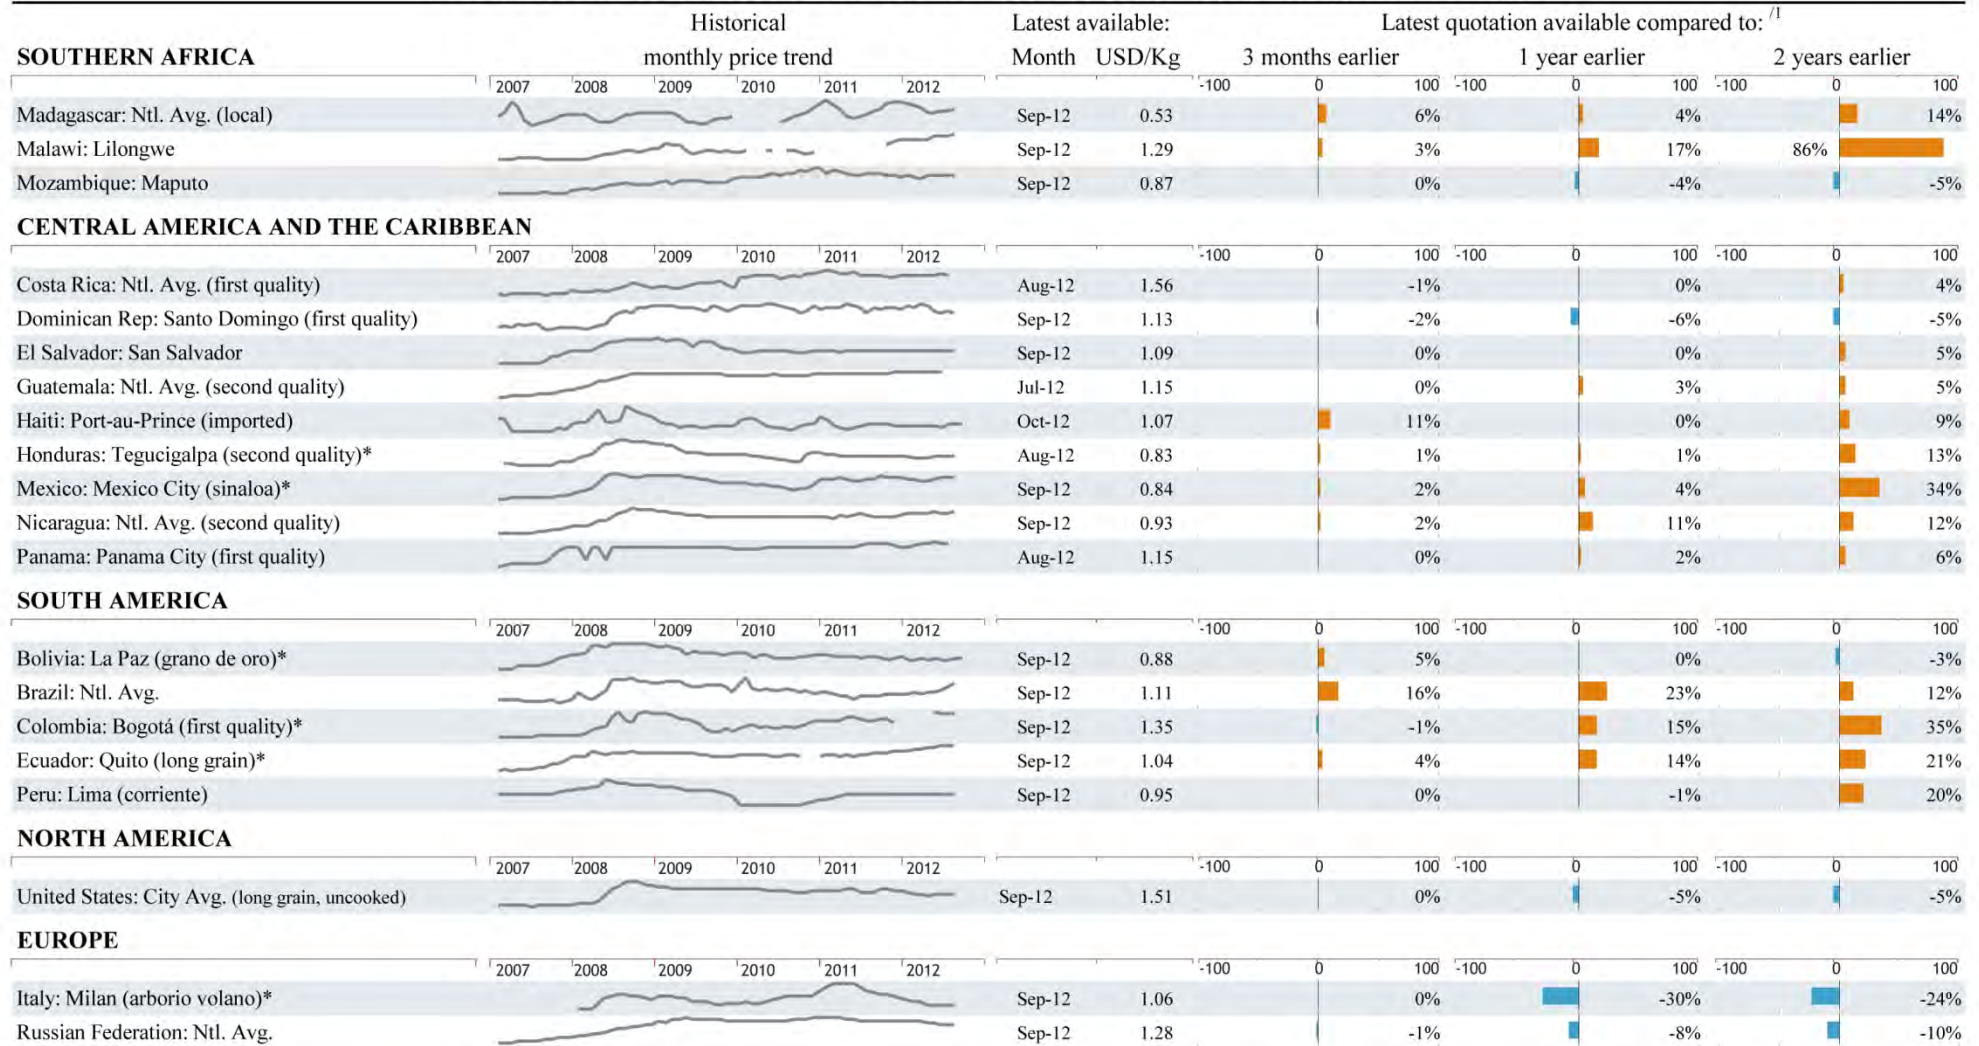 Historical Latest available: Latest quotation available compared to: /1
SOUTHERN AFRICA monthly price trend Month USD/Kg 3 months earlier 1 year earlier 2 years earlier
2007 2008 2009 2010 2011 2012 -100 0 100 -100 0 100 -100 0 100
Madagascar: Ntl. Avg. (local) Sep-12 0.53 6% 4% 14%
Malawi: Lilongwe Sep-12 1.29 3% 17% 86%
Mozambique: Maputo Sep-12 0.87 0% -4% -5%
CENTRAL AMERICA AND THE CARIBBEAN
2007 2008 2009 2010 2011 2012 -100 0 100 -100 0 100 -100 0 100
Costa Rica: Ntl. Avg. (first quality) Aug-12 1.56 -1% 0% 4%
Dominican Rep: Santo Domingo (first quality) Sep-12 1.13 -2% -6% -5%
El Salvador: San Salvador Sep-12 1.09 0% 0% 5%
Guatemala: Ntl. Avg. (second quality) Jul-12 1.15 0% 3% 5%
Haiti: Port-au-Prince (imported) Oct-12 1.07 11% 0% 9%
Honduras: Tegucigalpa (second quality)* Aug-12 0.83 1% 1% 13%
Mexico: Mexico City (sinaloa)* Sep-12 0.84 2% 4% 34%
Nicaragua: Ntl. Avg. (second quality) Sep-12 0.93 2% 11% 12%
Panama: Panama City (first quality) Aug-12 1.15 0% 2% 6%
SOUTH AMERICA
2007 2008 2009 2010 2011 2012 -100 0 100 -100 0 100 -100 0 100
Bolivia: La Paz (grano de oro)* Sep-12 0.88 5% 0% -3%
Brazil: Ntl. Avg. Sep-12 1.11 16% 23% 12%
Colombia: Bogotá (first quality)* Sep-12 1.35 -1% 15% 35%
Ecuador: Quito (long grain)* Sep-12 1.04 4% 14% 21%
Peru: Lima (corriente) Sep-12 0.95 0% -1% 20%
NORTH AMERICA
2007 2008 2009 2010 2011 2012 -100 0 100 -100 0 100 -100 0 100
United States: City Avg. (long grain, uncooked) Sep-12 1.51 0% -5% -5%
EUROPE
2007 2008 2009 2010 2011 2012 -100 0 100 -100 0 100 -100 0 100
Italy: Milan (arborio volano)* Sep-12 1.06 0% -30% -24%
Russian Federation: Ntl. Avg. Sep-12 1.28 -1% -8% -10%